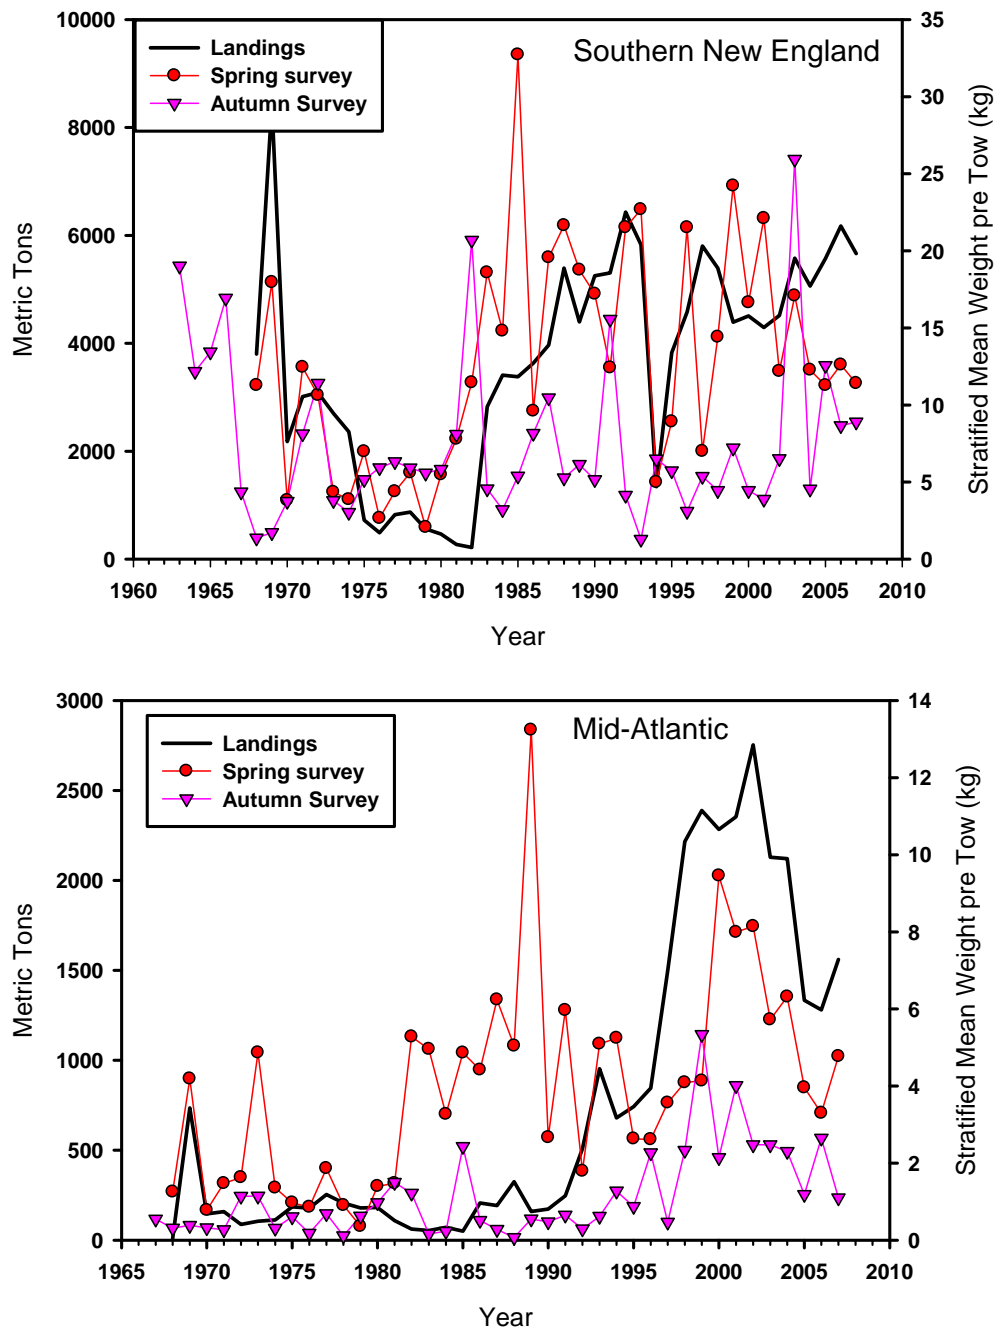 Southern New England
Landings
Spring survey
Autumn Survey
10000
8000
6000
4000
2000
0
Metric Tons
35
30
25
20
15
10
5
0
Stratified Mean Weight pre Tow (kg)
1960 1965 1970 1975 1980 1985 1990 1995 2000 2005 2010
Year
Mid-Atlantic
Landings
Spring survey
Autumn Survey
3000
2500
2000
1500
1000
500
0
Metric Tons
14
12
10
8
6
4
2
0
Stratified Mean Weight pre Tow (kg)
1965 1970 1975 1980 1985 1990 1995 2000 2005 2010
Year